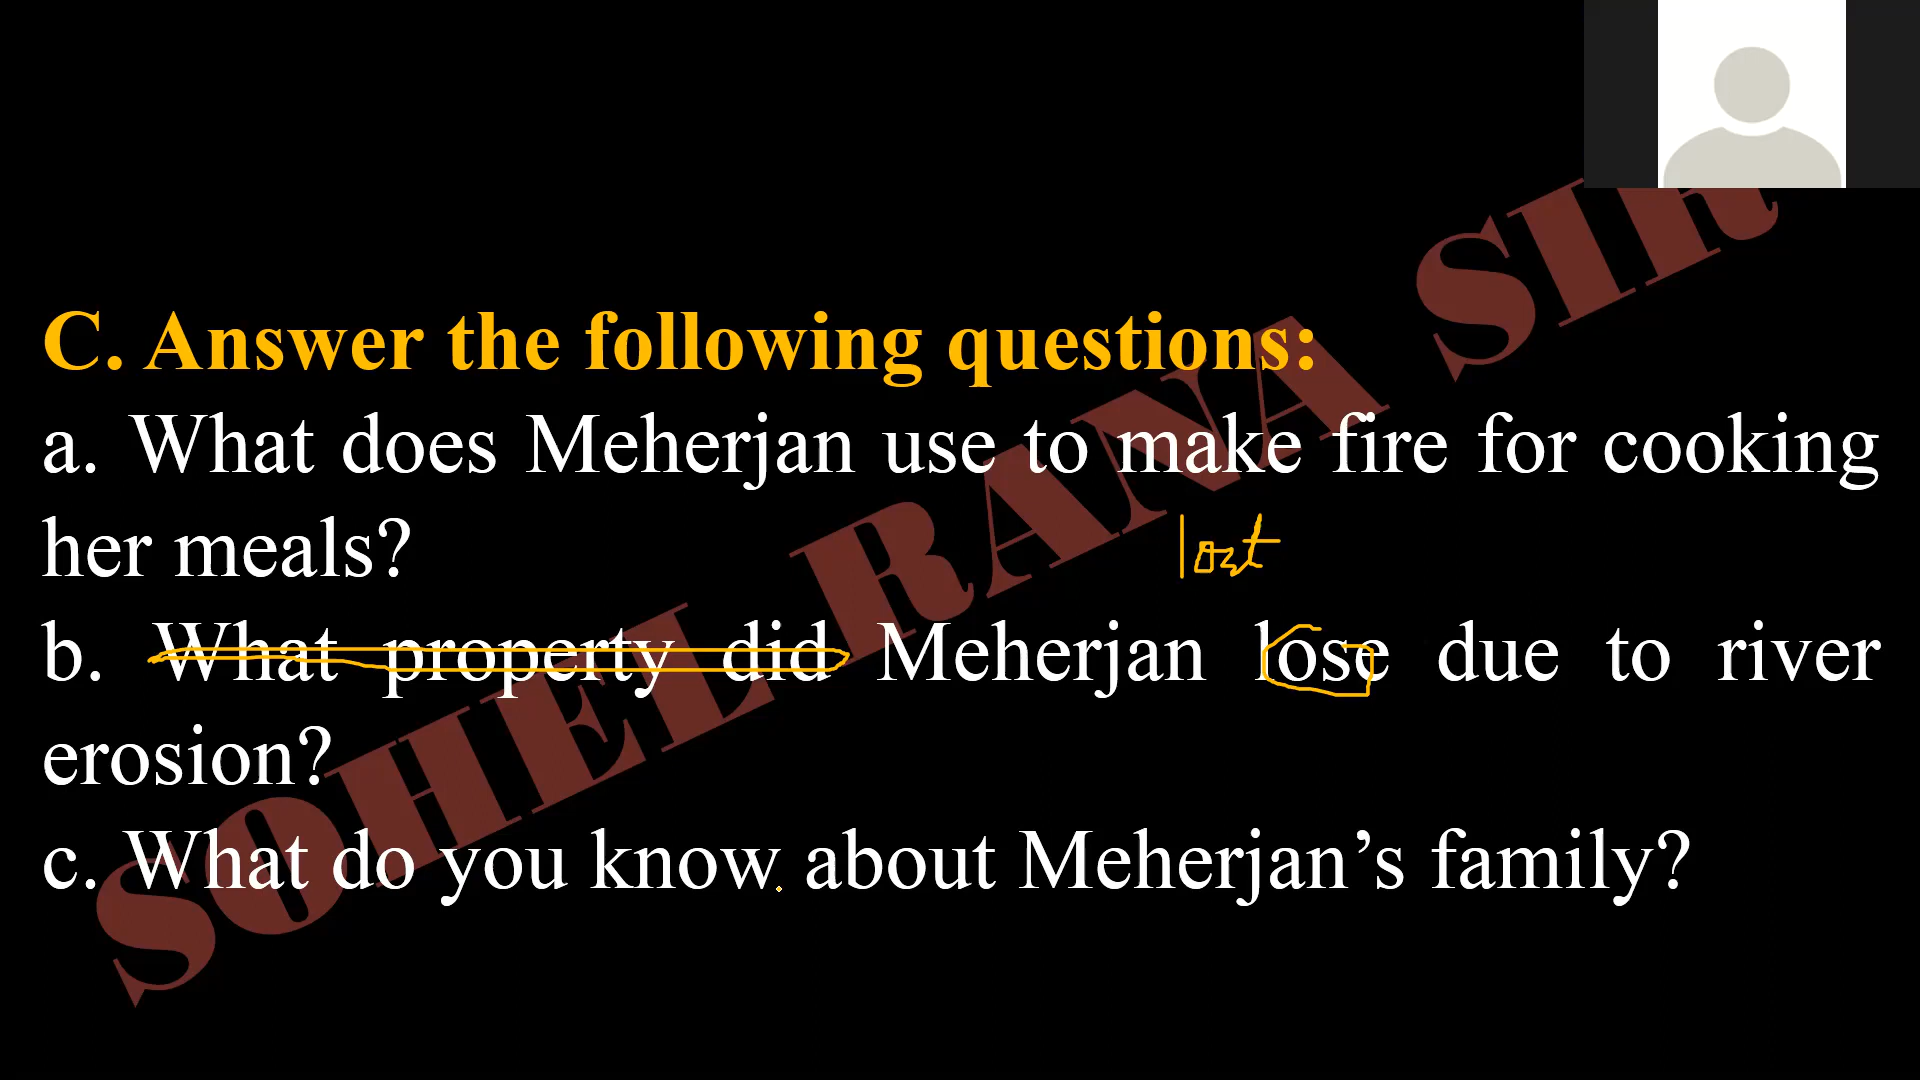 C. Answer the following questions:
a. What does Meherjan use to make fire for cooking
her meals?
lost
b. What property did Meherjan lose due to river
erosion?
c. What do you know about Meherjan’s family?
SOHEL RANA SIR